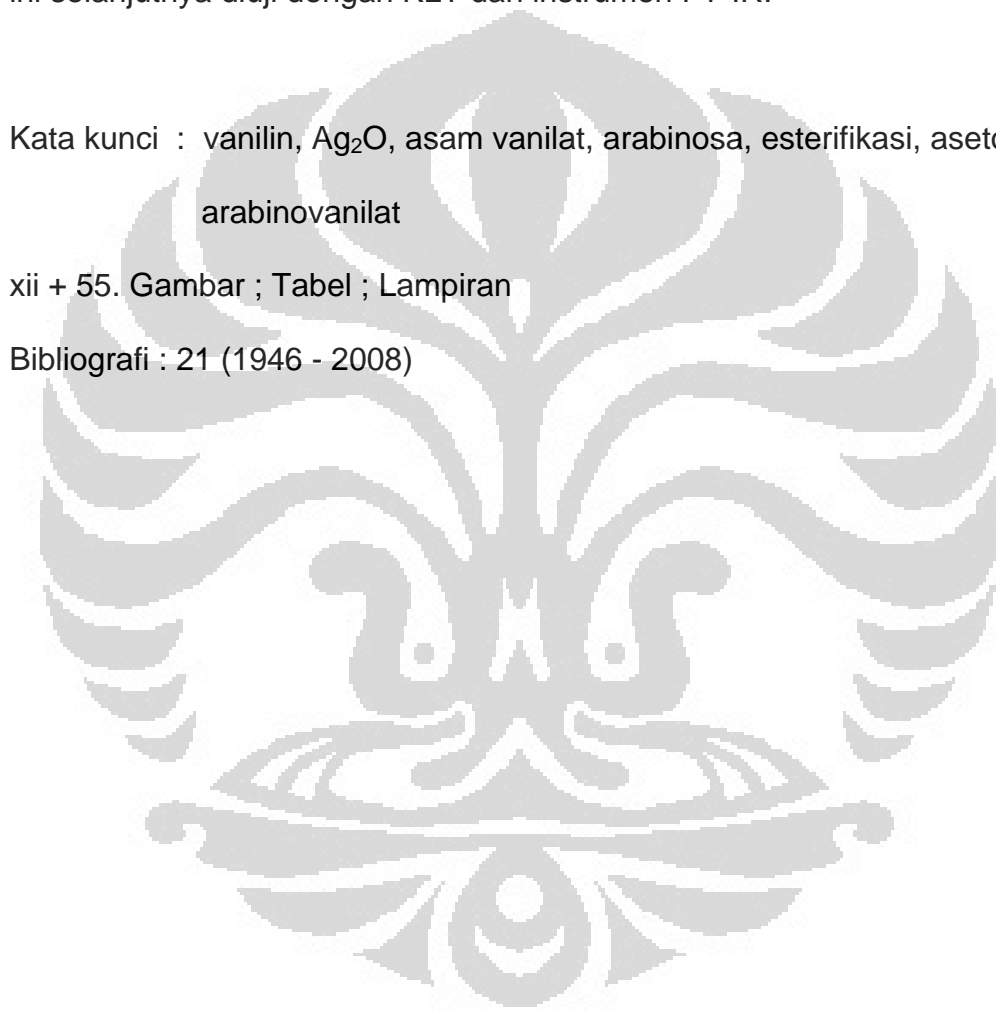 Kata kunci : vanilin, Ag₂O, asam vanilat, arabinosa, esterifikasi,
arabinovanilat
xii + 55. Gambar ; Tabel ; Lampiran
Bibliografi : 21 (1946 - 2008)